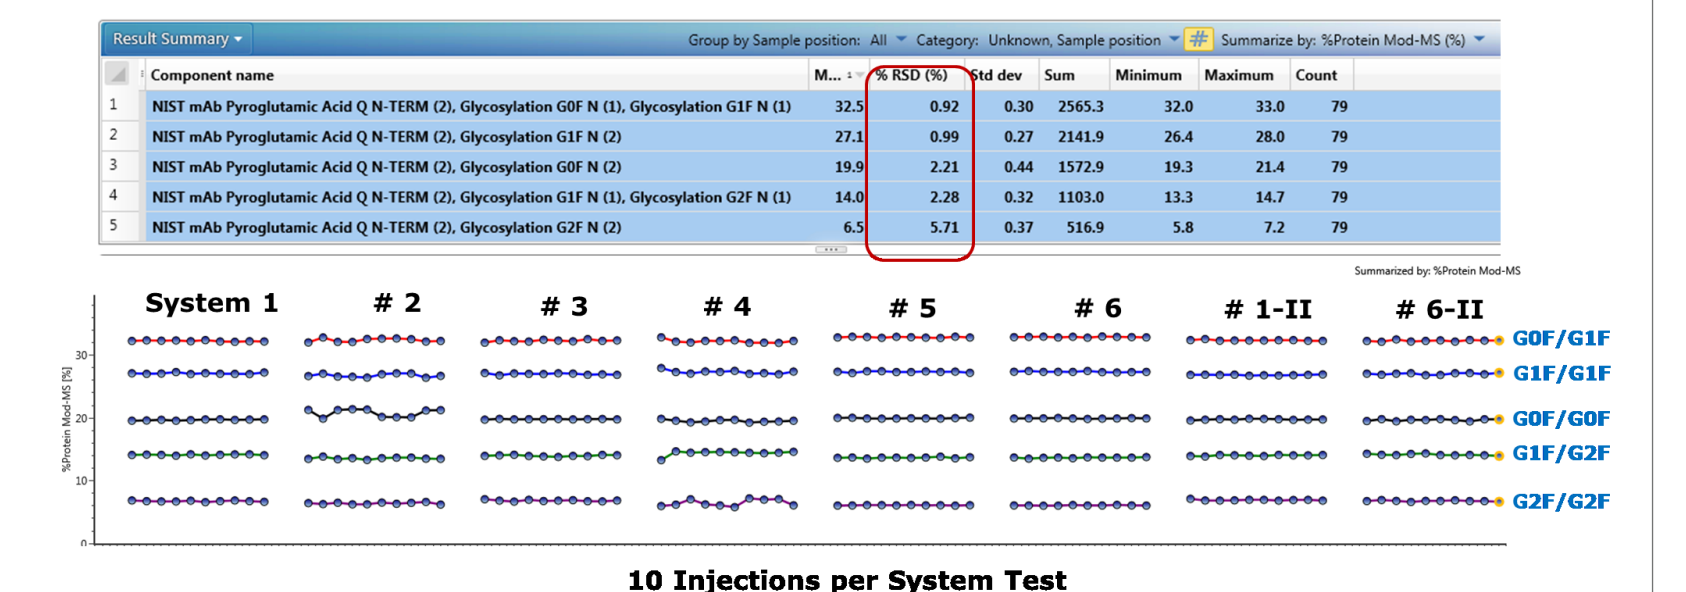 Result Summary
Group by Sample position: All Category: Unknown, Sample position # Summarize by: %Protein Mod-MS (%)
Component name M... 1 % RSD (%) Std dev Sum Minimum Maximum Count
1 NIST mAb Pyroglutamic Acid Q N-TERM (2), Glycosylation G0F N (1), Glycosylation G1F N (1) 32.5 0.92 0.30 2565.3 32.0 33.0 79
2 NIST mAb Pyroglutamic Acid Q N-TERM (2), Glycosylation G1F N (2) 27.1 0.99 0.27 2141.9 26.4 28.0 79
3 NIST mAb Pyroglutamic Acid Q N-TERM (2), Glycosylation G0F N (2) 19.9 2.21 0.44 1572.9 19.3 21.4 79
4 NIST mAb Pyroglutamic Acid Q N-TERM (2), Glycosylation G1F N (1), Glycosylation G2F N (1) 14.0 2.28 0.32 1103.0 13.3 14.7 79
5 NIST mAb Pyroglutamic Acid Q N-TERM (2), Glycosylation G2F N (2) 6.5 5.71 0.37 516.9 5.8 7.2 79
Summarized by: %Protein Mod-MS
System 1 # 2 # 3 # 4 # 5 # 6 # 1-II # 6-II
G0F/G1F
30
G1F/G1F
%Protein Mod-MS [%]
20
G0F/G0F
G1F/G2F
10
G2F/G2F
0
10 Injections per System Test